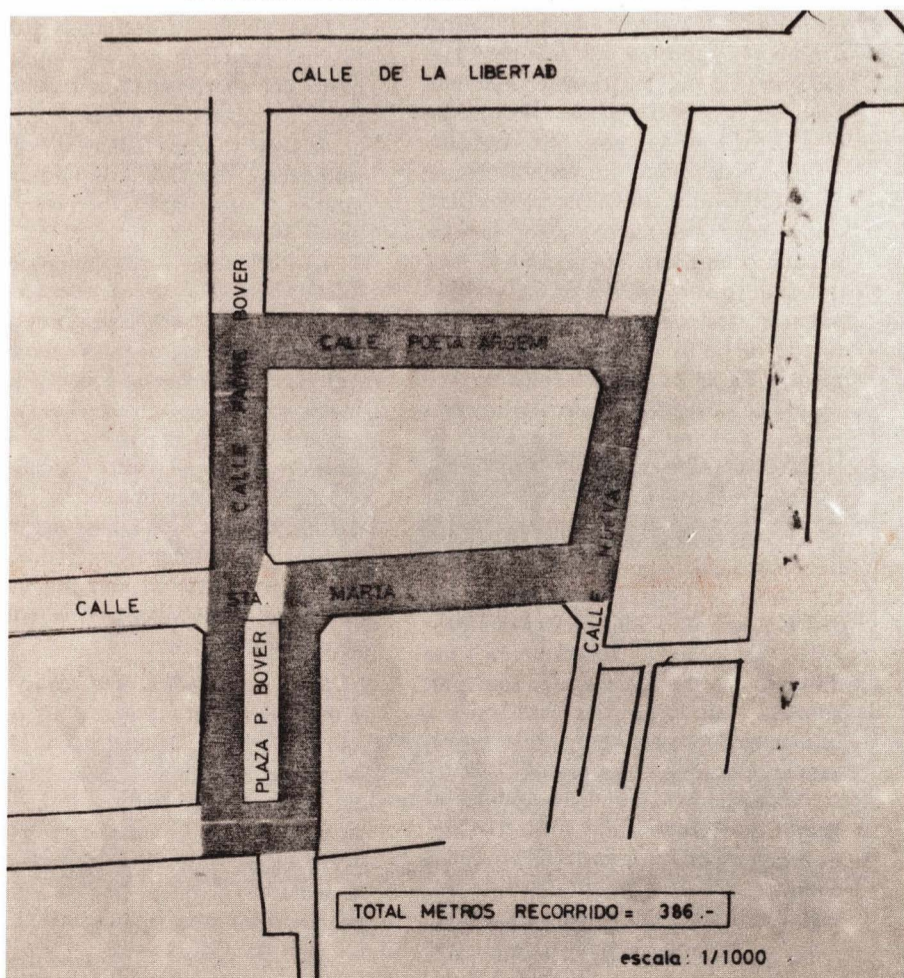 CALLE DE LA LIBERTAD
CALLE PADRE BOVER
CALLE POETA ARGEMI
CALLE NUEVA
CALLE STA. MARTA
PLAZA P. BOVER
TOTAL METROS RECORRIDO = 386.-
escala: 1/1000